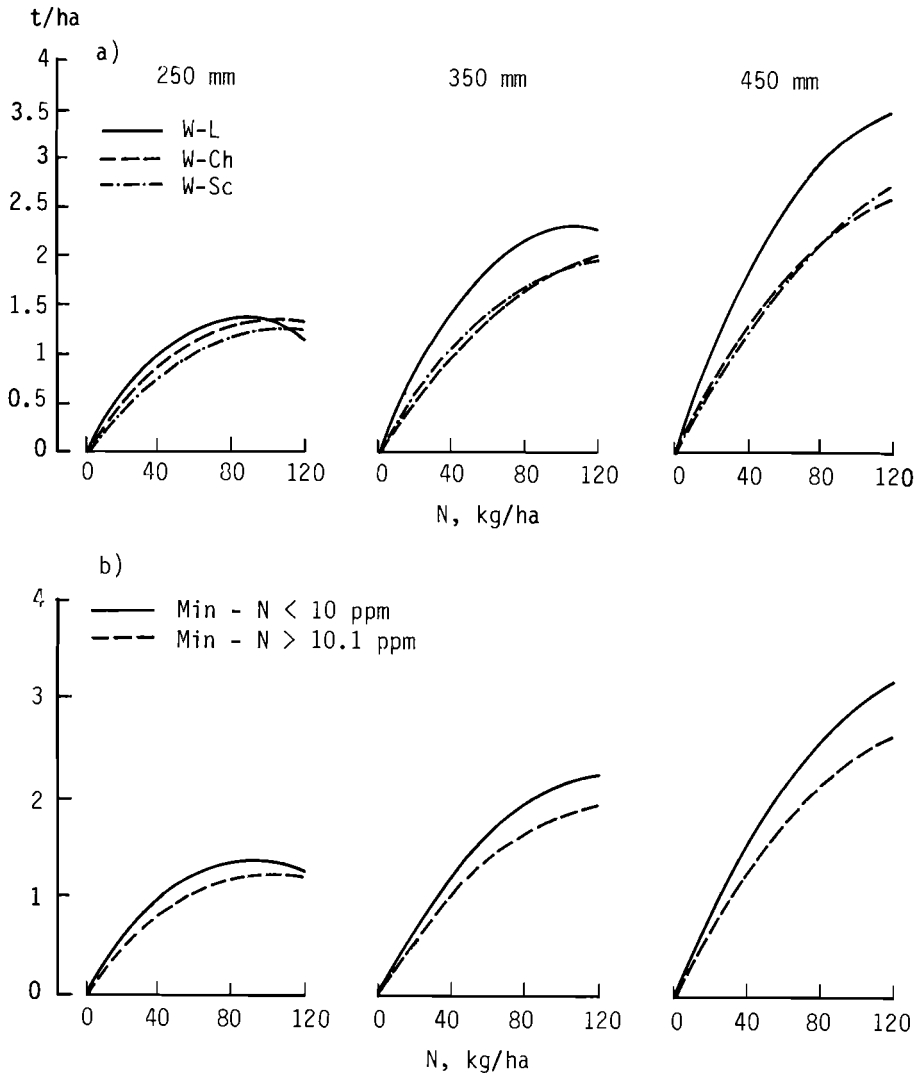 t/ha
a)
250 mm 350 mm 450 mm
4
3.5
3
2.5
2
1.5
1
0.5
0
W-L
W-Ch
W-Sc
0 40 80 120 0 40 80 120 0 40 80 120
N, kg/ha
b)
4
3
2
1
0
Min - N < 10 ppm
Min - N > 10.1 ppm
0 40 80 120 0 40 80 120 0 40 80 120
N, kg/ha